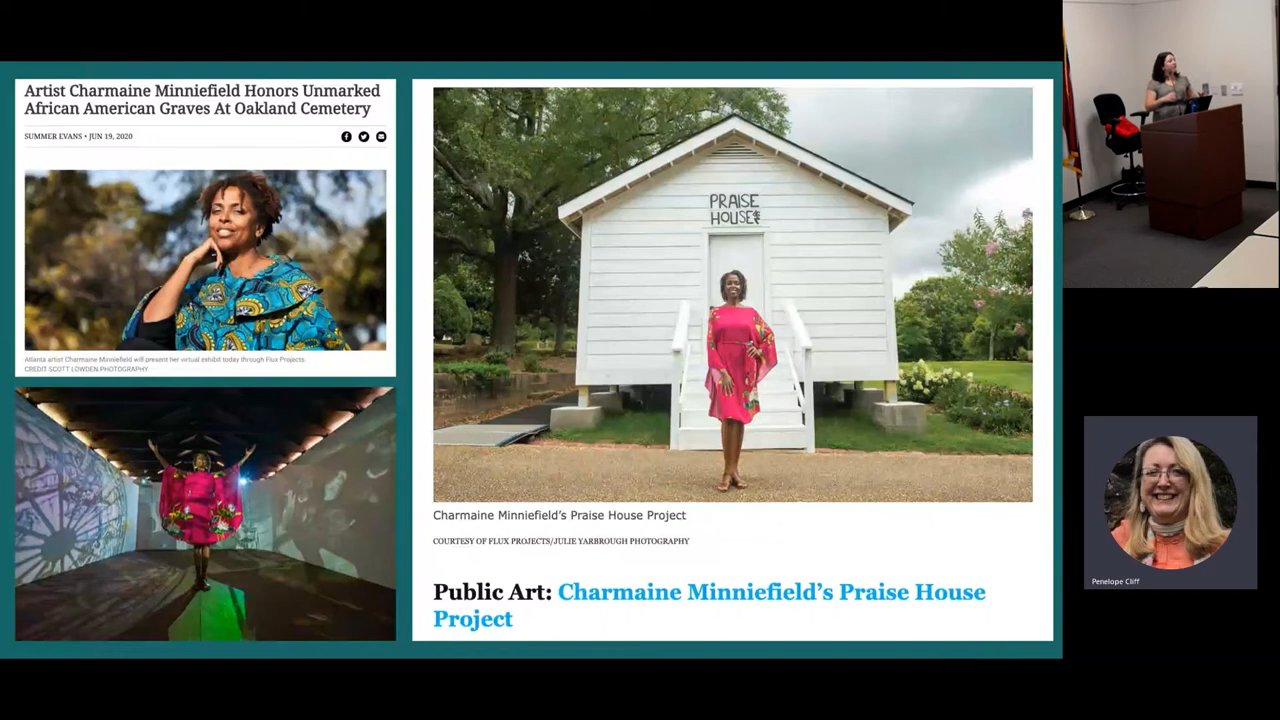 Artist Charmaine Minniefield Honors Unmarked
African American Graves At Oakland Cemetery
SUMMER EVANS • JUN 19, 2020
Atlanta artist Charmaine Minniefield will present her virtual exhibit today through Flux Projects.
CREDIT SCOTT LOWDEN PHOTOGRAPHY
PRAISE
HOUSE
Charmaine Minniefield’s Praise House Project
COURTESY OF FLUX PROJECTS/JULIE YARBROUGH PHOTOGRAPHY
Public Art: Charmaine Minniefield’s Praise House
Project
Penelope Cliff